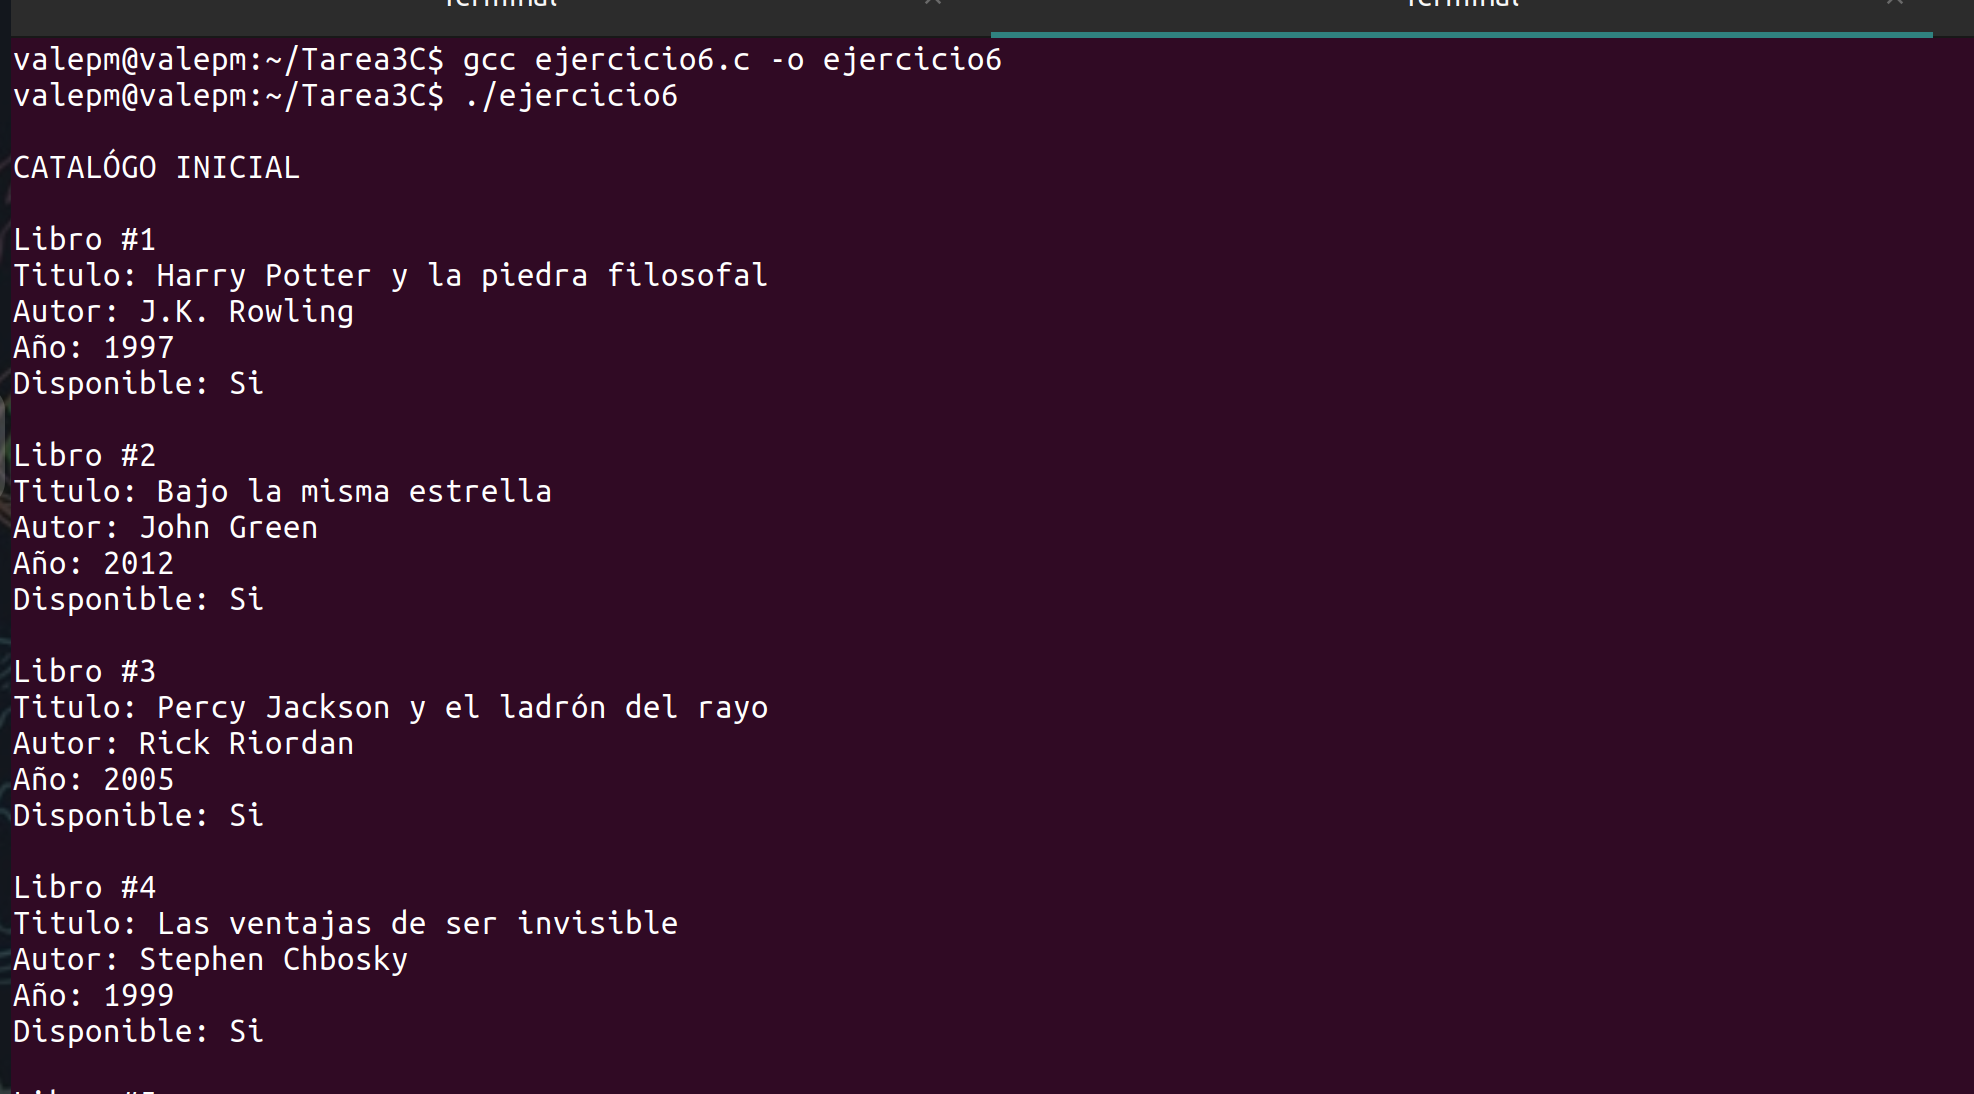 Terminal Terminal
valepm@valepm:~/Tarea3C$ gcc ejercicio6.c -o ejercicio6
valepm@valepm:~/Tarea3C$ ./ejercicio6
CATALÓGO INICIAL
Libro #1
Titulo: Harry Potter y la piedra filosofal
Autor: J.K. Rowling
Año: 1997
Disponible: Si
Libro #2
Titulo: Bajo la misma estrella
Autor: John Green
Año: 2012
Disponible: Si
Libro #3
Titulo: Percy Jackson y el ladrón del rayo
Autor: Rick Riordan
Año: 2005
Disponible: Si
Libro #4
Titulo: Las ventajas de ser invisible
Autor: Stephen Chbosky
Año: 1999
Disponible: Si